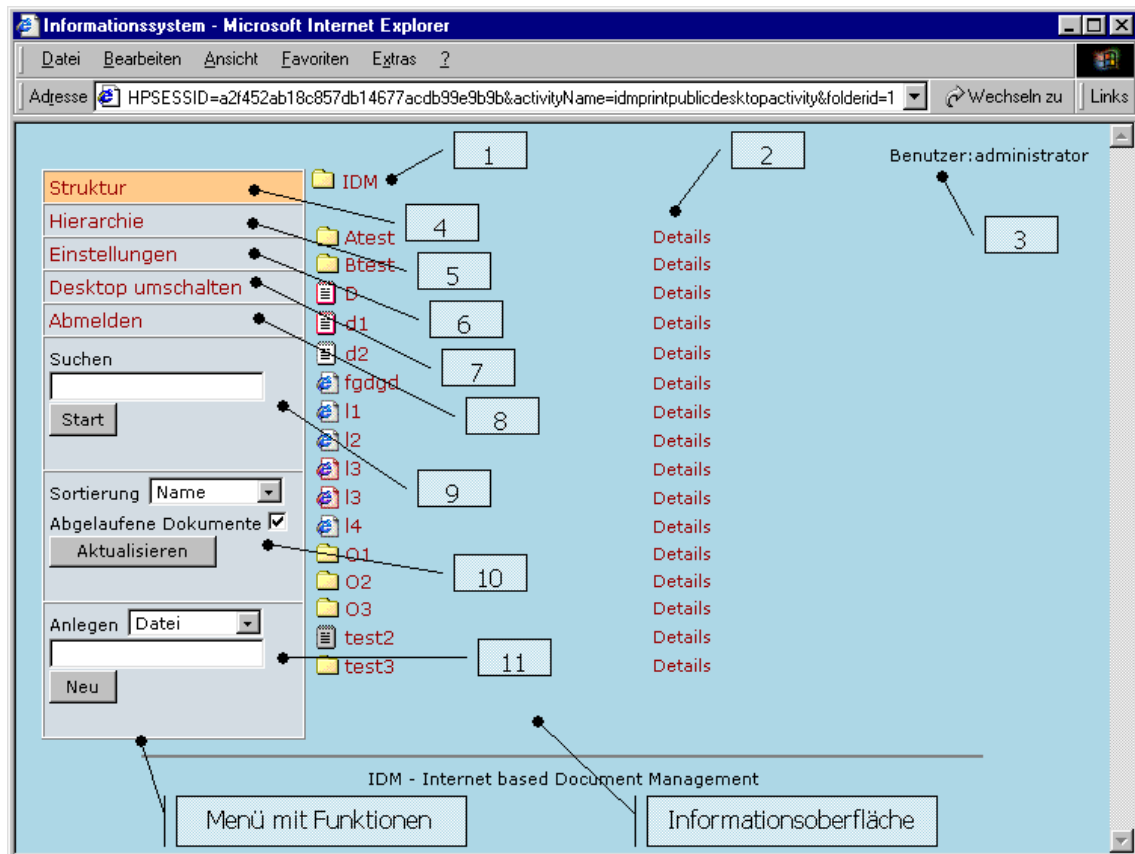 Informationssystem - Microsoft Internet Explorer
Datei Bearbeiten Ansicht Favoriten Extras ?
Adresse HPSESSID=a2f452ab18c857db14677acdb99e9b9b&activityName=idmprintpublicdesktopactivity&folderid=1 Wechseln zu Links
1 2 Benutzer:administrator
Struktur IDM
Hierarchie 4 3
Atest Details
Einstellungen 5 Btest Details
Desktop umschalten D Details
Abmelden 6 d1 Details
Suchen 7 d2 Details
fgdgd Details
Start 8 l1 Details
l2 Details
l3 Details
Sortierung Name 9 l3 Details
Abgelaufene Dokumente l4 Details
Aktualisieren O1 Details
10 O2 Details
Anlegen Datei O3 Details
test2 Details
11 test3 Details
Neu
IDM - Internet based Document Management
Menü mit Funktionen Informationsoberfläche